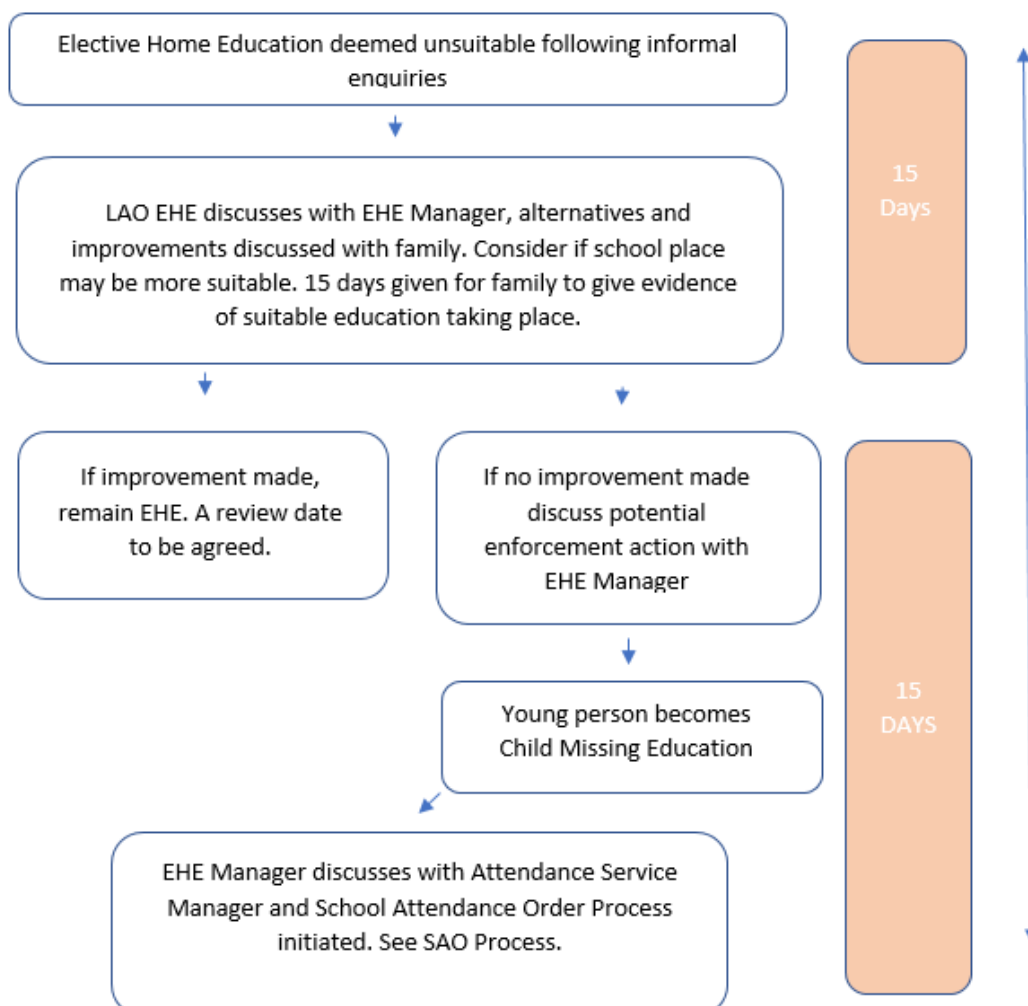 Elective Home Education deemed unsuitable following informal
enquiries
15
Days
LAO EHE discusses with EHE Manager, alternatives and
improvements discussed with family. Consider if school place
may be more suitable. 15 days given for family to give evidence
of suitable education taking place.
If improvement made,
remain EHE. A review date
to be agreed.
If no improvement made
discuss potential
enforcement action with
EHE Manager
15
DAYS
Young person becomes
Child Missing Education
EHE Manager discusses with Attendance Service
Manager and School Attendance Order Process
initiated. See SAO Process.